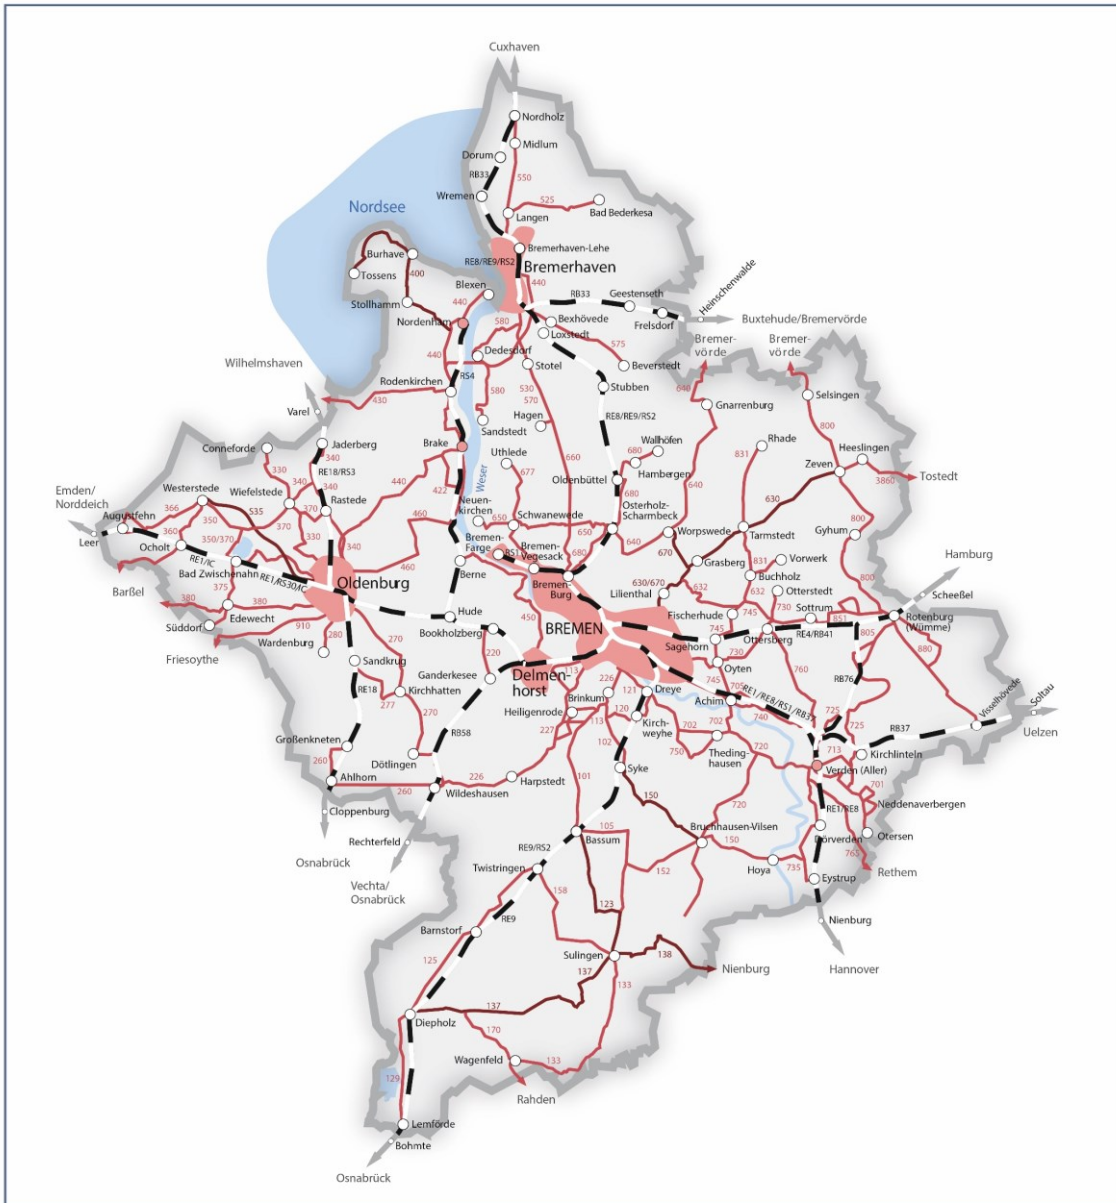 Cuxhaven
Nordholz
Midlum
Dorum
RB33
550
Wremen
525
Bad Bederkesa
Langen
Nordsee
Bremerhaven-Lehe
Burhave
RE8/RE9/RS2
Bremerhaven
Tossens
400
Blexen
440
Heinschenwalde
Stollhamm
440
RB33
Geestenseth
Nordenham
580
Bexhövede
Frelsdorf
Buxtehude/Bremervörde
Loxstedt
Bremer-
vörde
Bremer-
vörde
440
Dedesdorf
575
Wilhelmshaven
Stotel
Beverstedt
RS4
Rodenkirchen
580
530
570
Stubben
640
430
Selsingen
Varel
Gnarrenburg
Hagen
RE8/RE9/RS2
Sandstedt
800
Conneforde
Jaderberg
Brake
Wallhöfen
Rhade
Heeslingen
340
Uthlede
660
680
831
330
RE18/RS3
Weser
677
Hambergen
Zeven
Emden/
Norddeich
Westerstede
Wiefelstede
340
340
440
422
Oldenbüttel
640
3860
Tostedt
366
S35
370
Rastede
Neuen-
kirchen
680
630
Augustfehn
350
370
460
650
Schwanewede
Osterholz-
Scharmbeck
800
360
330
650
Gyhum
Leer
350/370
340
Bremen-
Farge
Bremen-
Vegesack
640
Worpswede
Tarmstedt
Ocholt
RE1/IC
RS1
680
670
Hamburg
Bad Zwischenahn
RE1/RS30/IC
460
Berne
Grasberg
831
Vorwerk
Oldenburg
Bremen-
Burg
630/670
Buchholz
800
Barßel
375
Lilienthal
632
632
Otterstedt
Scheeßel
380
380
Hude
450
Fischerhude
745
730
Sottrum
Edewecht
Bookholzberg
BREMEN
745
851
Rotenburg
(Wümme)
Süddorf
910
280
270
Ottersberg
RE4/RB41
805
Friesoythe
Wardenburg
220
Sagehorn
730
880
Sandkrug
Delmen-
horst
Oyten
760
Ganderkesee
113
226
745
705
RE1/RE8/RS1/RB37
RB76
RE18
Kirchhatten
Brinkum
121
Dreye
Achim
Visselhövede
Soltau
277
Heiligenrode
120
Kirch-
weyhe
702
702
740
725
725
RB37
Uelzen
270
113
227
102
Großenkneten
RB58
750
Theding-
hausen
720
713
Kirchlinteln
Dötlingen
Syke
Verden (Aller)
260
226
Harpstedt
101
701
Ahlhorn
260
Wildeshausen
150
720
RE1/RE8
Neddenaverbergen
Cloppenburg
105
Bruchhausen-Vilsen
Rechterfeld
Bassum
150
Dörverden
Otersen
Osnabrück
RE9/RS2
765
Twistringen
152
Hoya
735
Rethem
Vechta/
Osnabrück
158
Eystrup
RE9
123
Nienburg
Barnstorf
125
Sulingen
138
137
Nienburg
Hannover
133
137
Diepholz
170
Wagenfeld
133
129
Rahden
Lemförde
Bohmte
Osnabrück